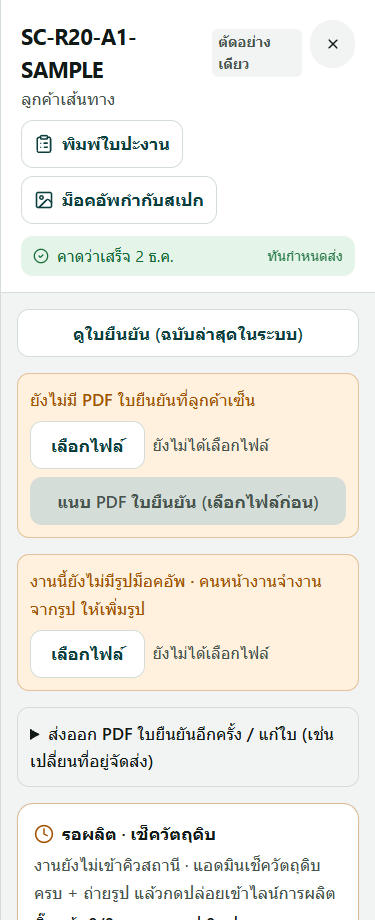 SC-R20-A1-
SAMPLE
ตัดอย่าง
เดียว
ลูกค้าเส้นทาง
พิมพ์ใบปะงาน
ม็อคอัพกำกับสเปก
คาดว่าเสร็จ 2 ธ.ค.
ทันกำหนดส่ง
ดูใบยืนยัน (ฉบับล่าสุดในระบบ)
ยังไม่มี PDF ใบยืนยันที่ลูกค้าเซ็น
เลือกไฟล์ ยังไม่ได้เลือกไฟล์
แนบ PDF ใบยืนยัน (เลือกไฟล์ก่อน)
งานนี้ยังไม่มีรูปม็อคอัพ · คนหน้างานจำงาน
จากรูป ให้เพิ่มรูป
เลือกไฟล์ ยังไม่ได้เลือกไฟล์
ส่งออก PDF ใบยืนยันอีกครั้ง / แก้ใบ (เช่น
เปลี่ยนที่อยู่จัดส่ง)
รอผลิต · เช็ควัตถุดิบ
งานยังไม่เข้าคิวสถานี · แอดมินเช็ควัตถุดิบ
ครบ + ถ่ายรูป แล้วกดปล่อยเข้าไลน์การผลิต